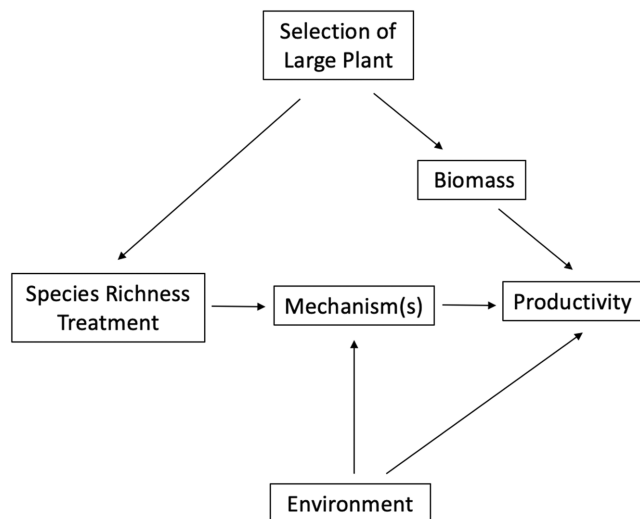 Selection of
Large Plant
Biomass
Species Richness
Treatment
Mechanism(s)
Productivity
Environment